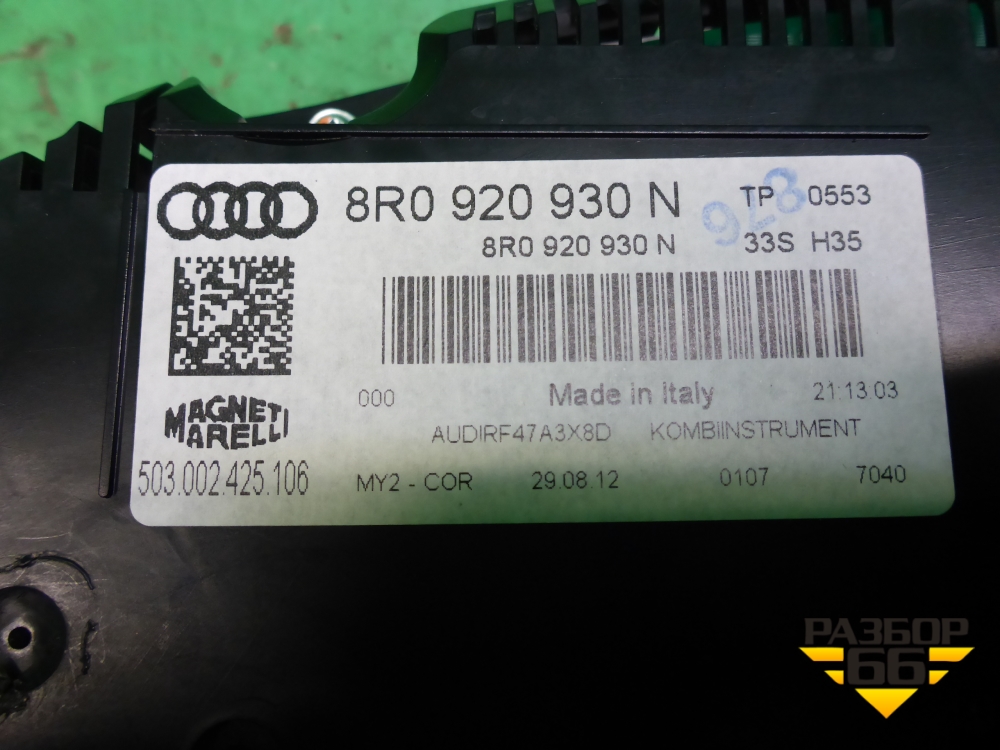 8R0 920 930 N TP 0553
928
8R0 920 930 N 33S H35
000 Made in Italy 21:13:03
MAGNETI
MARELLI
AUDIRF47A3X8D KOMBIINSTRUMENT
503.002.425.106
MY2 - COR 29.08.12 0107 7040
РАЗБОР
66